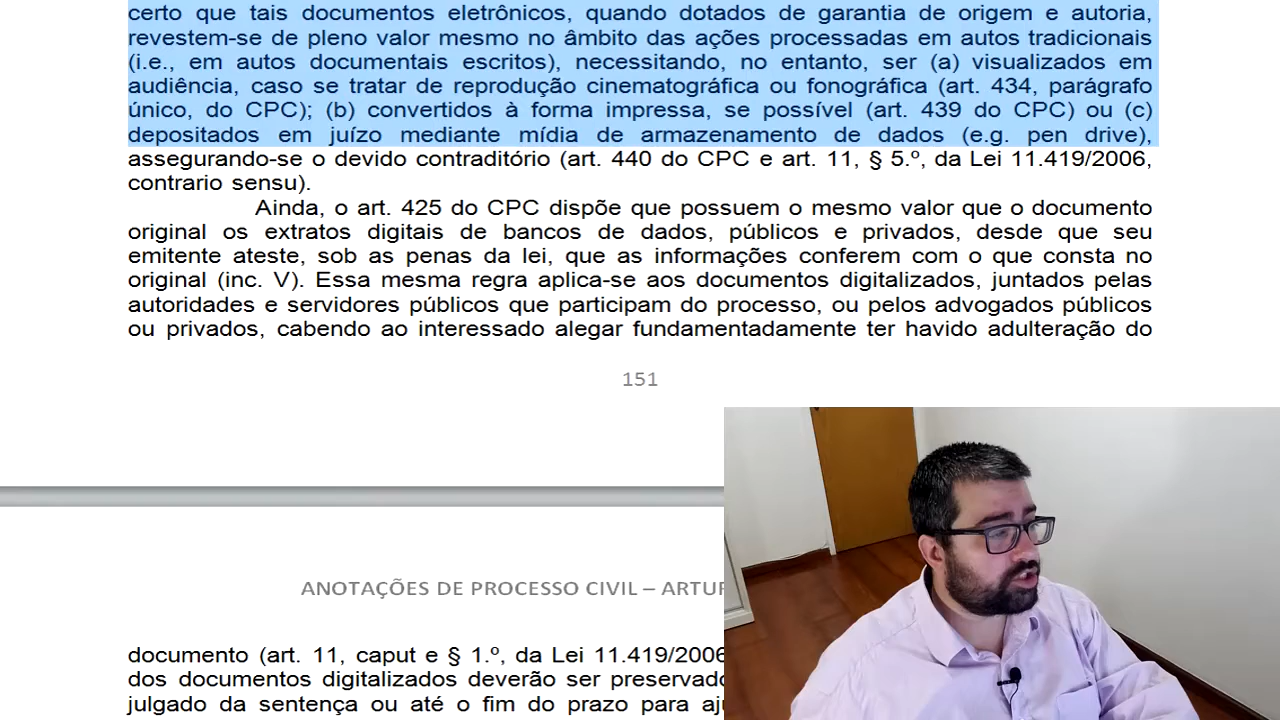 certo que tais documentos eletrônicos, quando dotados de garantia de origem e autoria,
revestem-se de pleno valor mesmo no âmbito das ações processadas em autos tradicionais
(i.e., em autos documentais escritos), necessitando, no entanto, ser (a) visualizados em
audiência, caso se tratar de reprodução cinematográfica ou fonográfica (art. 434, parágrafo
único, do CPC); (b) convertidos à forma impressa, se possível (art. 439 do CPC) ou (c)
depositados em juízo mediante mídia de armazenamento de dados (e.g. pen drive),
assegurando-se o devido contraditório (art. 440 do CPC e art. 11, § 5.º, da Lei 11.419/2006,
contrario sensu).
Ainda, o art. 425 do CPC dispõe que possuem o mesmo valor que o documento
original os extratos digitais de bancos de dados, públicos e privados, desde que seu
emitente ateste, sob as penas da lei, que as informações conferem com o que consta no
original (inc. V). Essa mesma regra aplica-se aos documentos digitalizados, juntados pelas
autoridades e servidores públicos que participam do processo, ou pelos advogados públicos
ou privados, cabendo ao interessado alegar fundamentadamente ter havido adulteração do
151
ANOTAÇÕES DE PROCESSO CIVIL – ARTUR
documento (art. 11, caput e § 1.º, da Lei 11.419/2006
dos documentos digitalizados deverão ser
julgado da sentença ou até o fim do prazo para